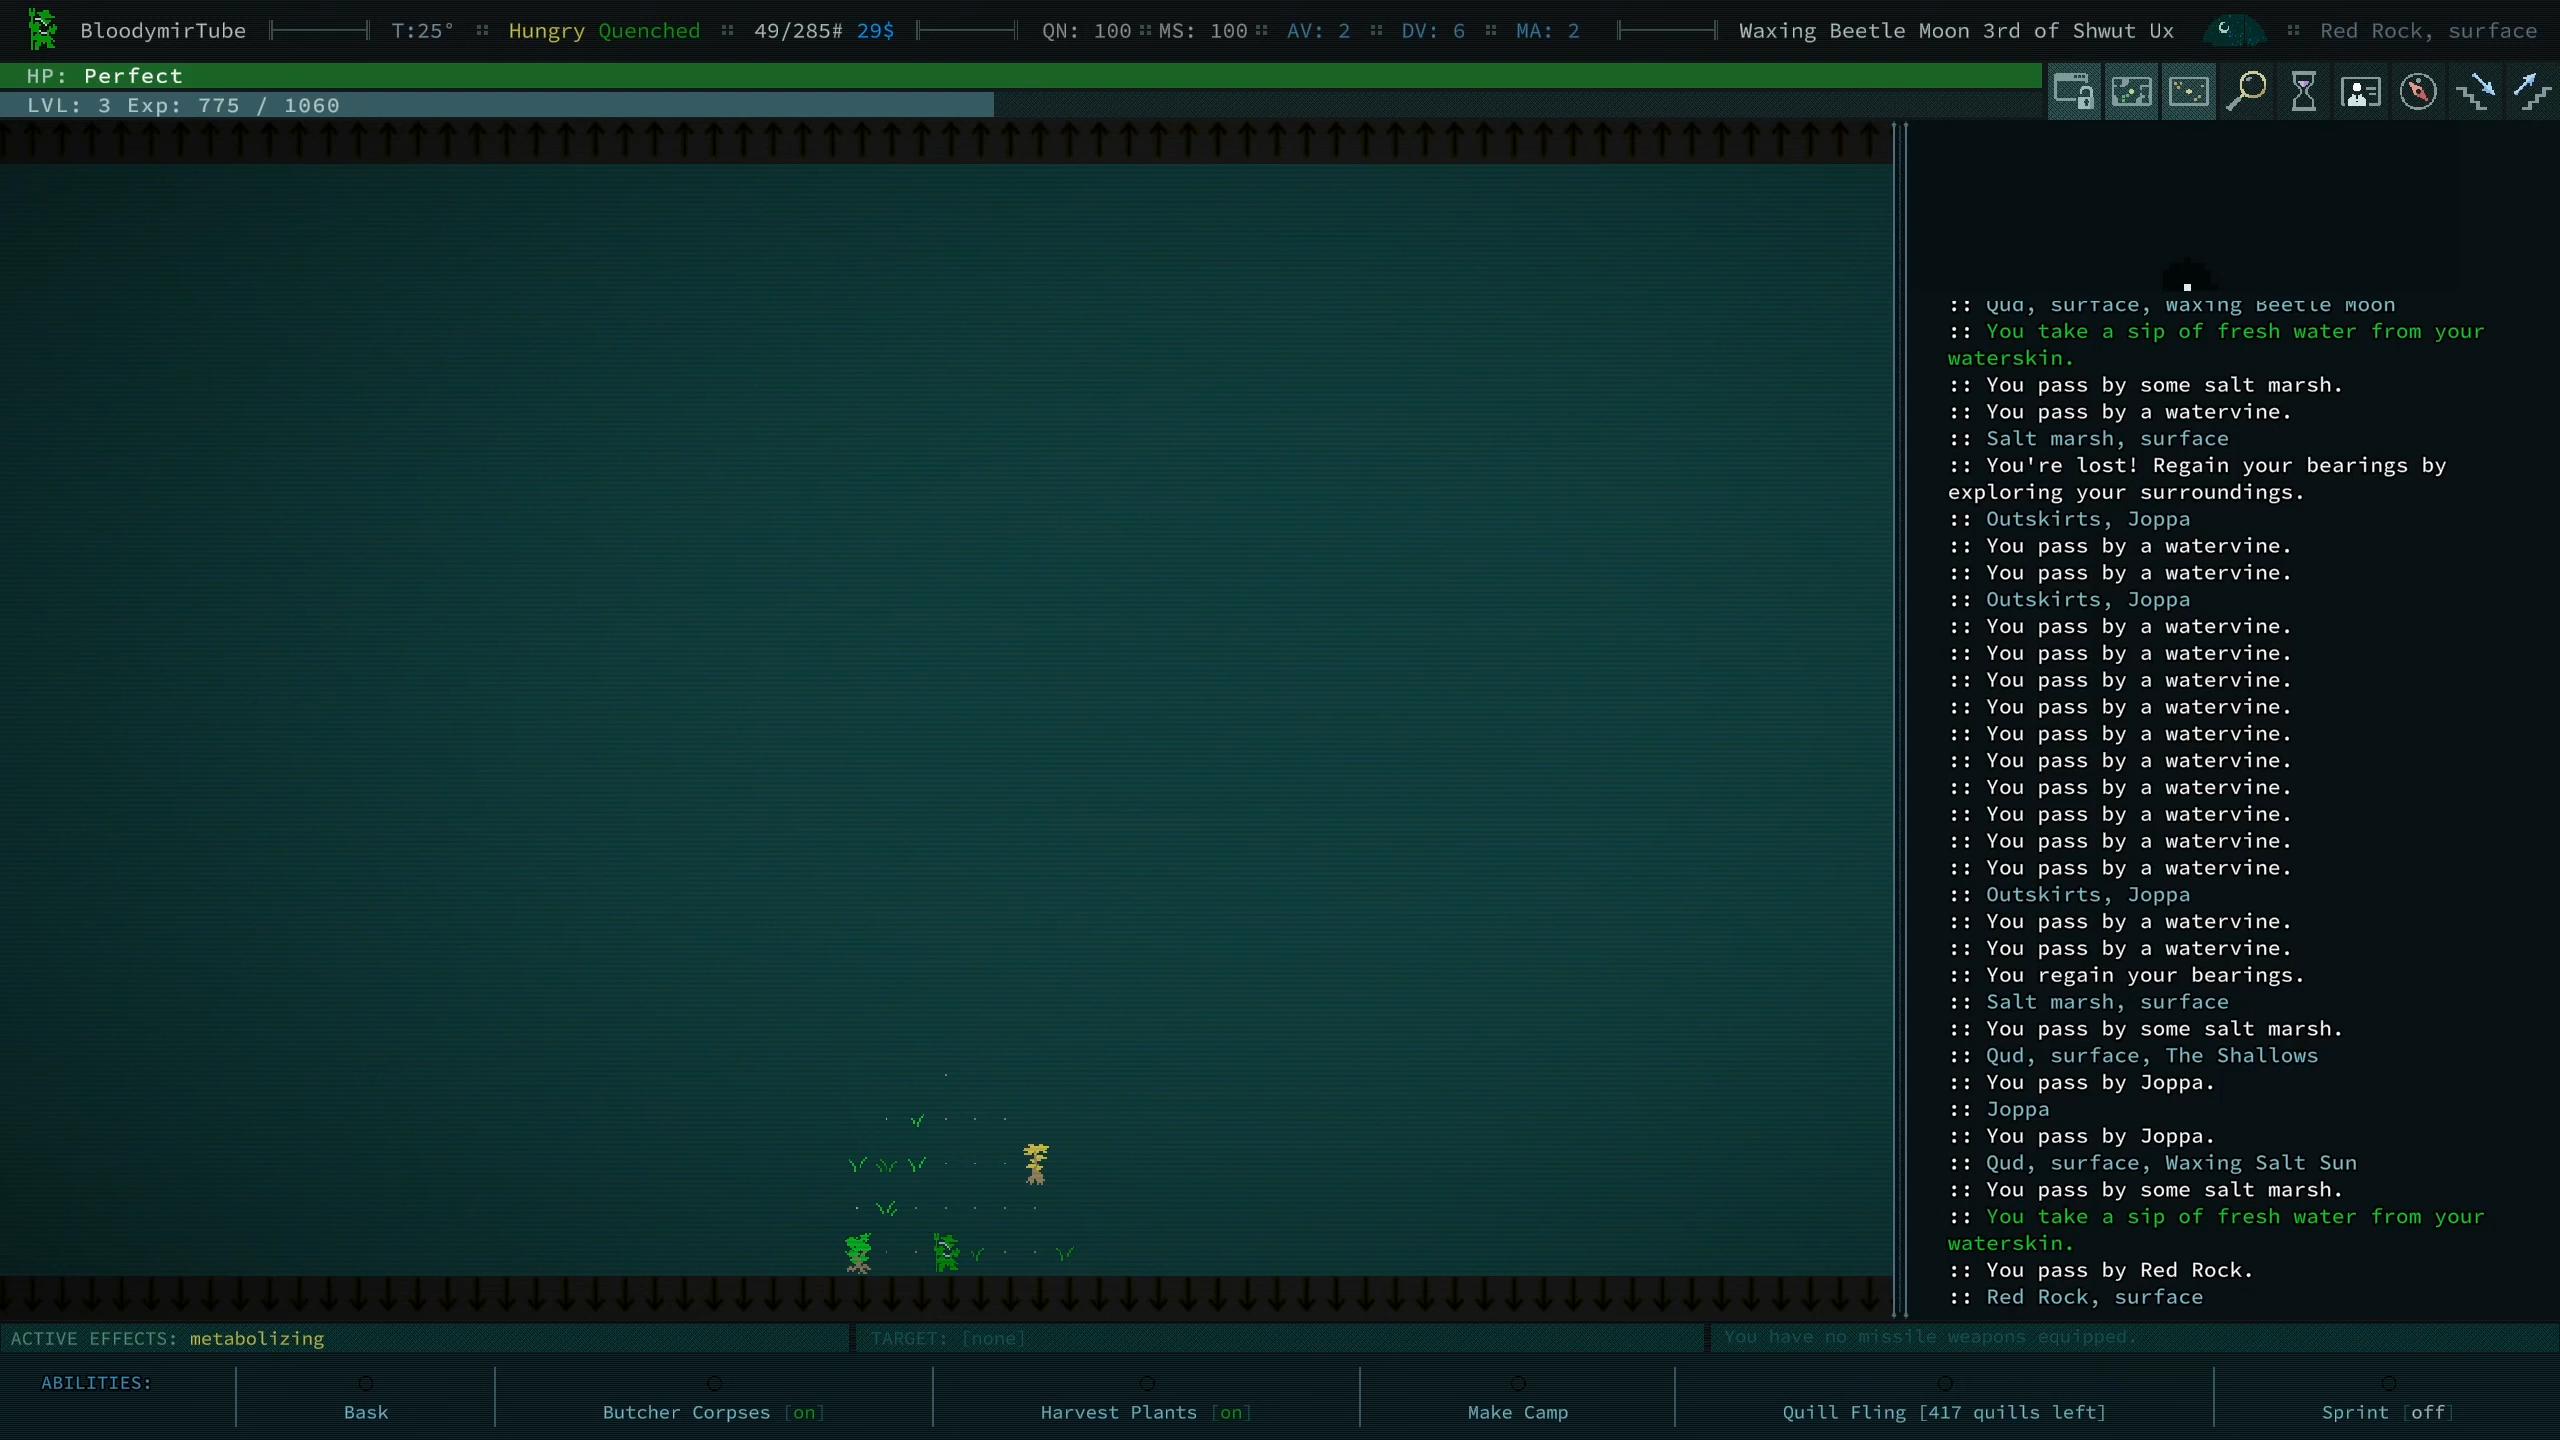 BloodymirTube T:25° :: Hungry Quenched :: 49/285# 29$ QN: 100 :: MS: 100 :: AV: 2 :: DV: 6 :: MA: 2 Waxing Beetle Moon 3rd of Shwut Ux :: Red Rock, surface
HP: Perfect
LVL: 3 Exp: 775 / 1060
:: Qud, surface, Waxing Beetle Moon
:: You take a sip of fresh water from your
waterskin.
:: You pass by some salt marsh.
:: You pass by a watervine.
:: Salt marsh, surface
:: You're lost! Regain your bearings by
exploring your surroundings.
:: Outskirts, Joppa
:: You pass by a watervine.
:: You pass by a watervine.
:: Outskirts, Joppa
:: You pass by a watervine.
:: You pass by a watervine.
:: You pass by a watervine.
:: You pass by a watervine.
:: You pass by a watervine.
:: You pass by a watervine.
:: You pass by a watervine.
:: You pass by a watervine.
:: You pass by a watervine.
:: You pass by a watervine.
:: Outskirts, Joppa
:: You pass by a watervine.
:: You pass by a watervine.
:: You regain your bearings.
:: Salt marsh, surface
:: You pass by some salt marsh.
:: Qud, surface, The Shallows
:: You pass by Joppa.
:: Joppa
:: You pass by Joppa.
:: Qud, surface, Waxing Salt Sun
:: You pass by some salt marsh.
:: You take a sip of fresh water from your
waterskin.
:: You pass by Red Rock.
:: Red Rock, surface
ACTIVE EFFECTS: metabolizing TARGET: [none] You have no missile weapons equipped.
ABILITIES:
Bask Butcher Corpses [on] Harvest Plants [on] Make Camp Quill Fling [417 quills left] Sprint [off]